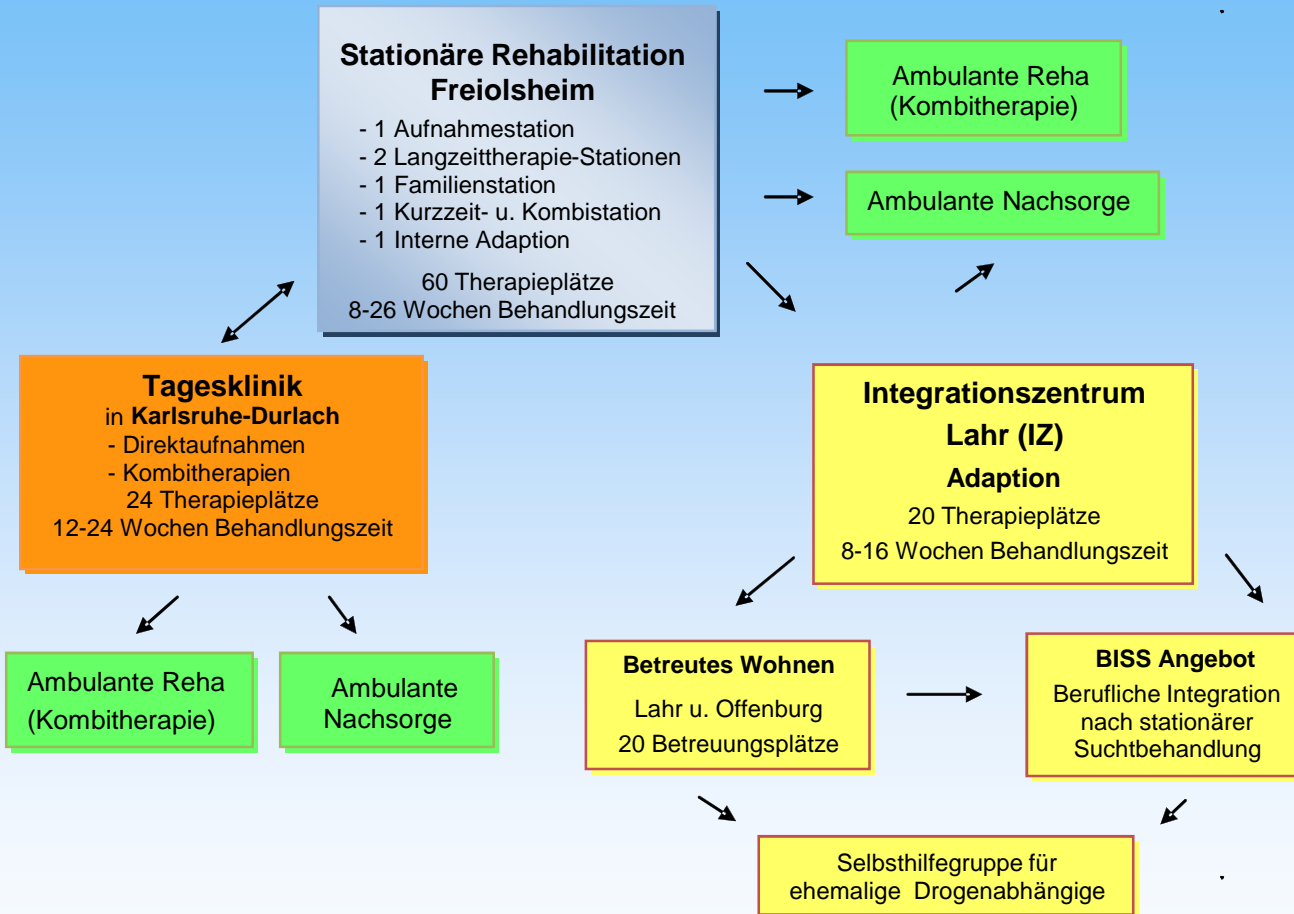 Stationäre Rehabilitation
Freiolsheim
- 1 Aufnahmestation
- 2 Langzeittherapie-Stationen
- 1 Familienstation
- 1 Kurzzeit- u. Kombistation
- 1 Interne Adaption
60 Therapieplätze
8-26 Wochen Behandlungszeit
Ambulante Reha
(Kombitherapie)
Ambulante Nachsorge
Tagesklinik
in Karlsruhe-Durlach
- Direktaufnahmen
- Kombitherapien
24 Therapieplätze
12-24 Wochen Behandlungszeit
Integrationszentrum
Lahr (IZ)
Adaption
20 Therapieplätze
8-16 Wochen Behandlungszeit
Ambulante Reha
(Kombitherapie)
Ambulante
Nachsorge
Betreutes Wohnen
Lahr u. Offenburg
20 Betreuungsplätze
BISS Angebot
Berufliche Integration
nach stationärer
Suchtbehandlung
Selbsthilfegruppe für
ehemalige Drogenabhängige